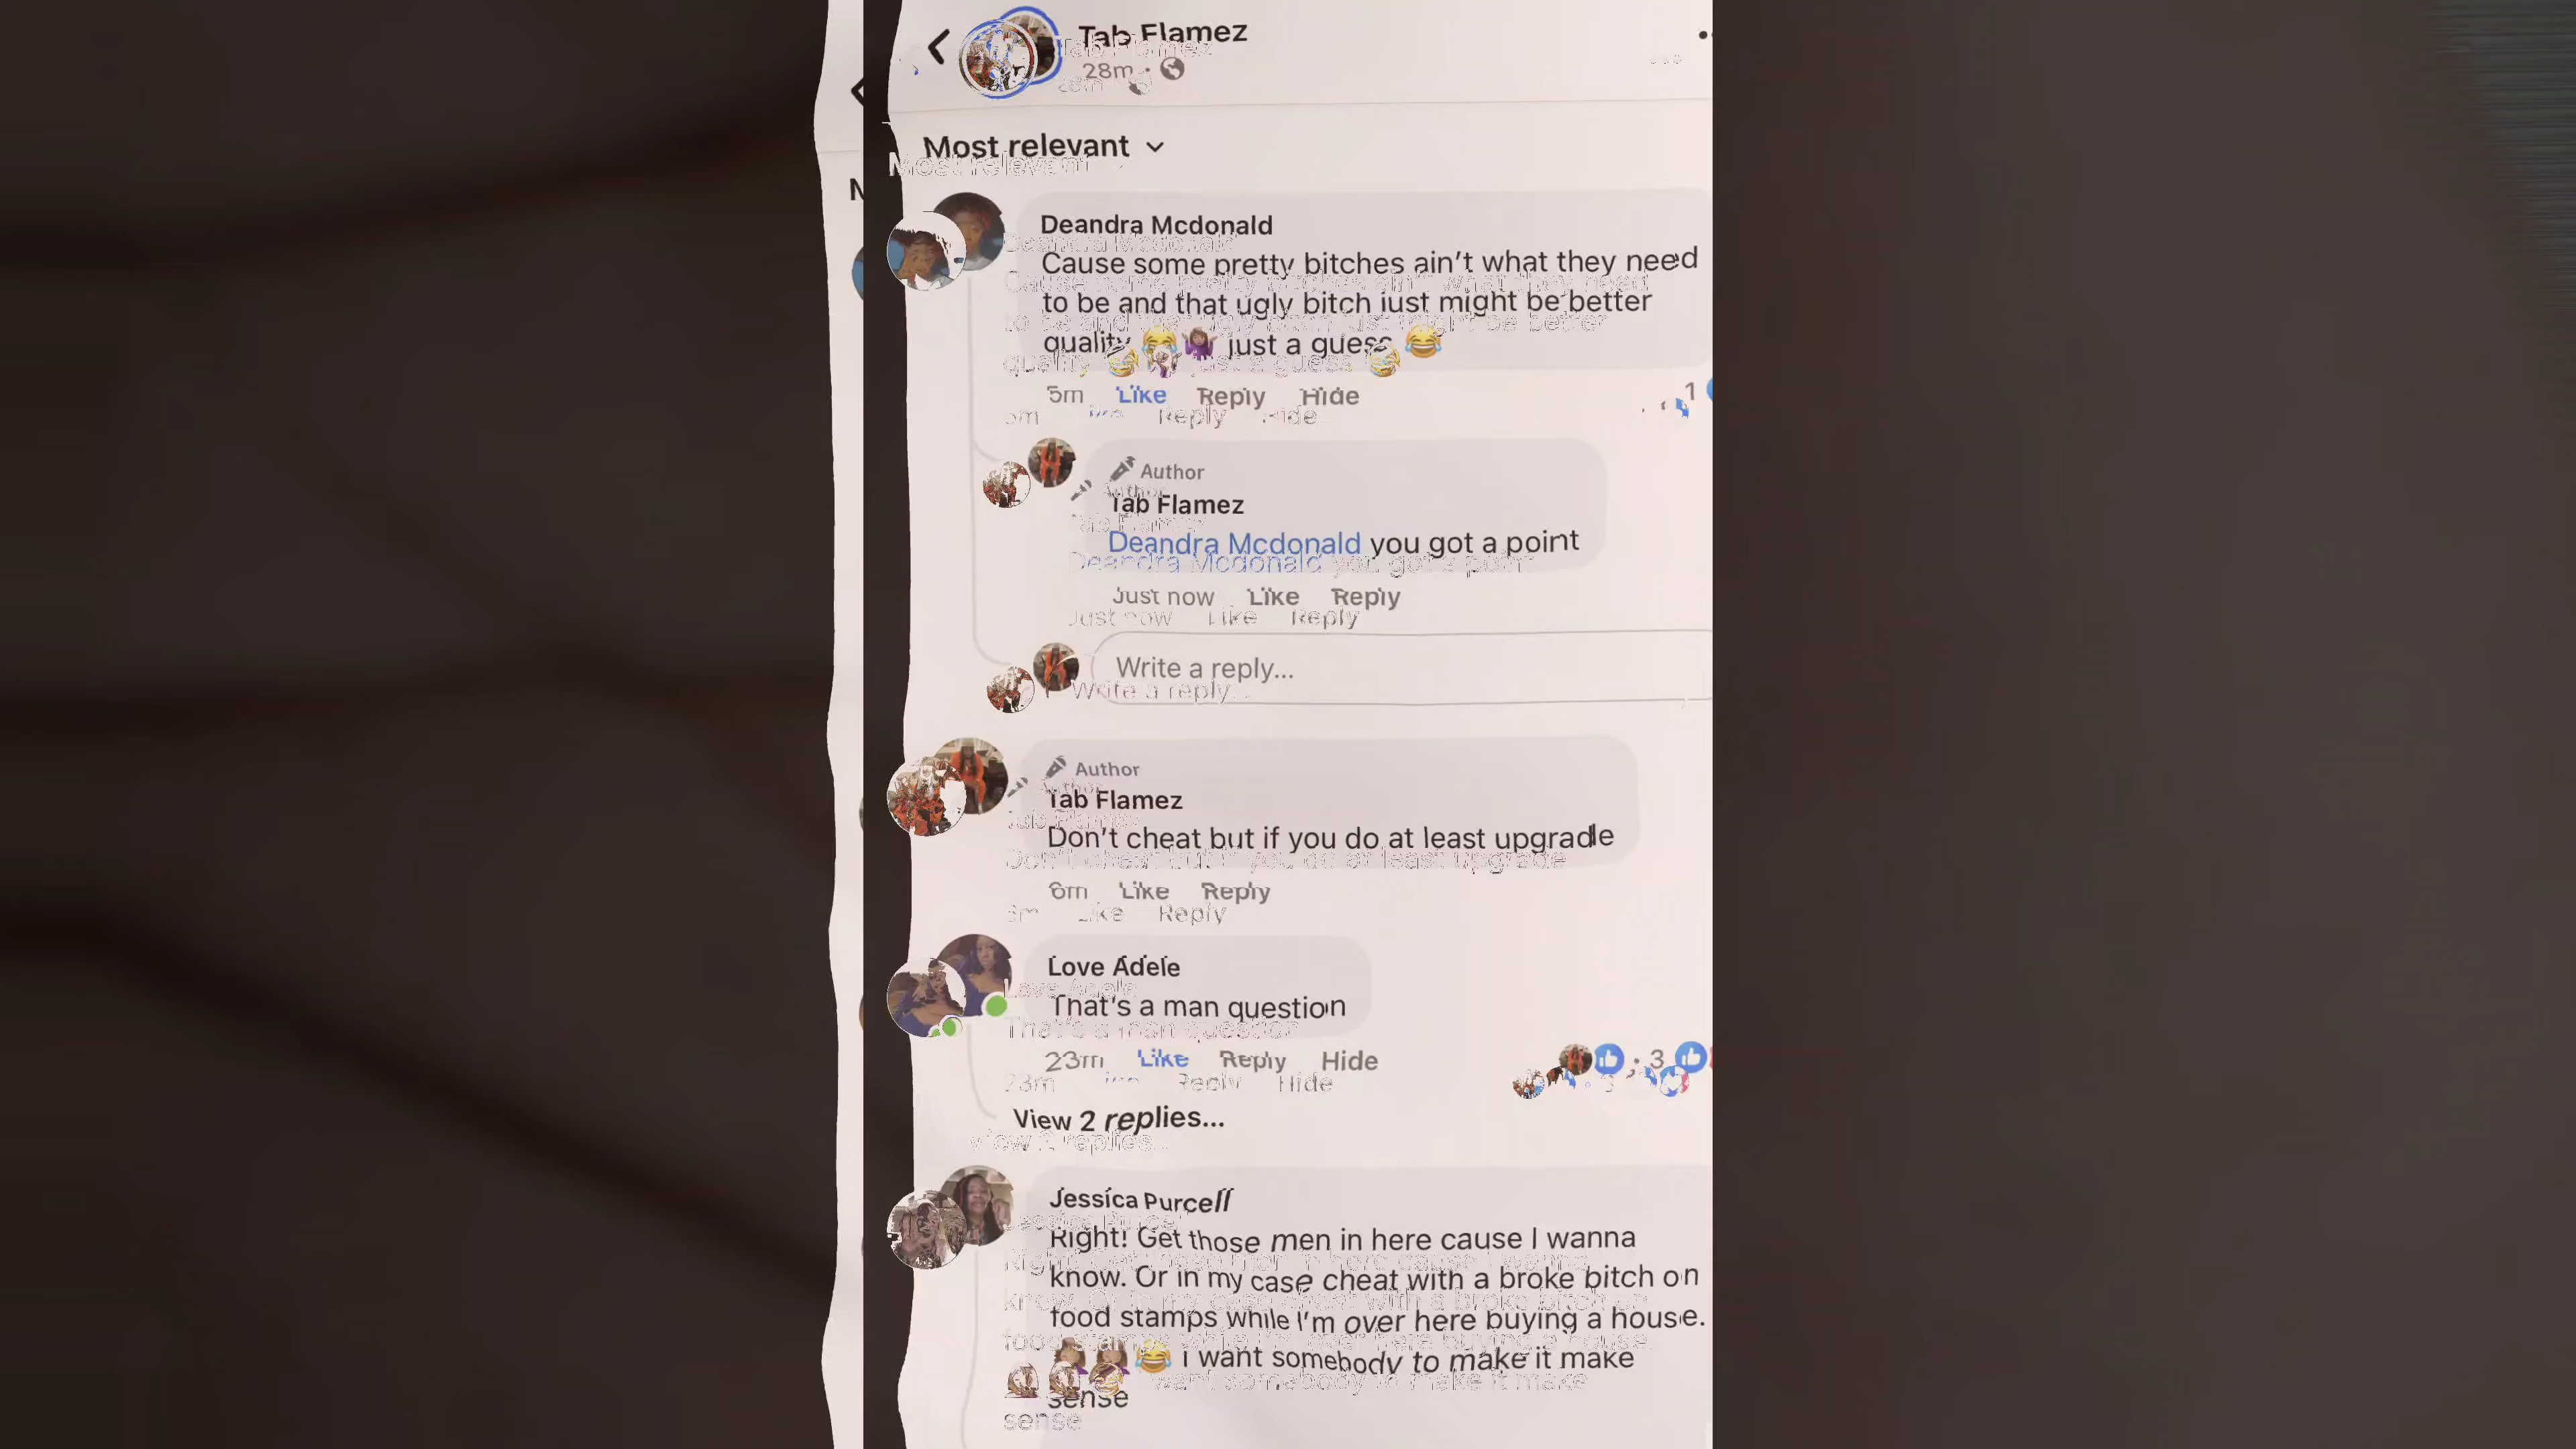 Tab Flamez
28m
Most relevant
Deandra Mcdonald
Cause some pretty bitches ain't what they need
to be and that ugly bitch just might be better
quality 😂🤷🏽‍♀️ just a guess 😂
5m Like Reply Hide 1
Author
Tab Flamez
Deandra Mcdonald you got a point
Just now Like Reply
Write a reply...
Author
Tab Flamez
Don't cheat but if you do at least upgrade
6m Like Reply
Love Adele
That's a man question
23m Like Reply Hide 3
View 2 replies...
Jessica Purcell
Right! Get those men in here cause I wanna
know. Or in my case cheat with a broke bitch on
food stamps while I'm over here buying a house.
🤦🏽‍♀️🤦🏽‍♀️😂 i want somebody to make it make
sense